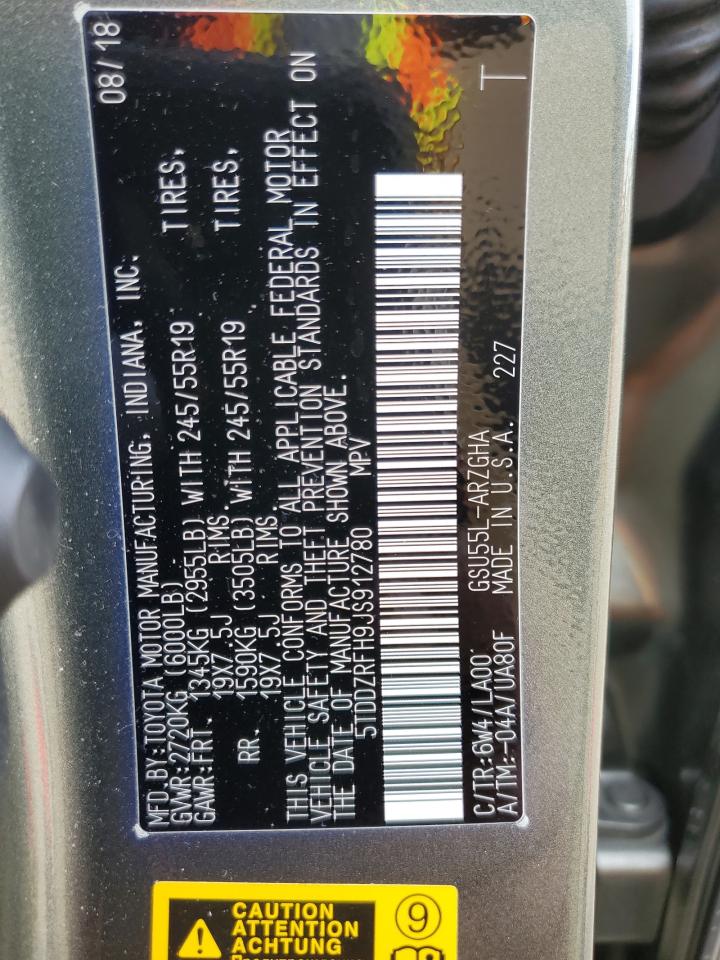 MFD BY:TOYOTA MOTOR MANUFACTURING, INDIANA, INC. 08/18
GVWR:2720KG (6000LB)
GAWR:FRT. 1345KG (2955LB) WITH 245/55R19 TIRES,
19X7.5J RIMS.
RR. 1590KG (3505LB) WITH 245/55R19 TIRES,
19X7.5J RIMS.
THIS VEHICLE CONFORMS TO ALL APPLICABLE FEDERAL MOTOR
VEHICLE SAFETY AND THEFT PREVENTION STANDARDS IN EFFECT ON
THE DATE OF MANUFACTURE SHOWN ABOVE.
5TDDZRFH9JS912780 MPV
C/TR:6W4/LA00 GSU55L-ARZGHA T
A/TM:-04A/UA80F MADE IN U.S.A. 227
CAUTION
ATTENTION
ACHTUNG
9